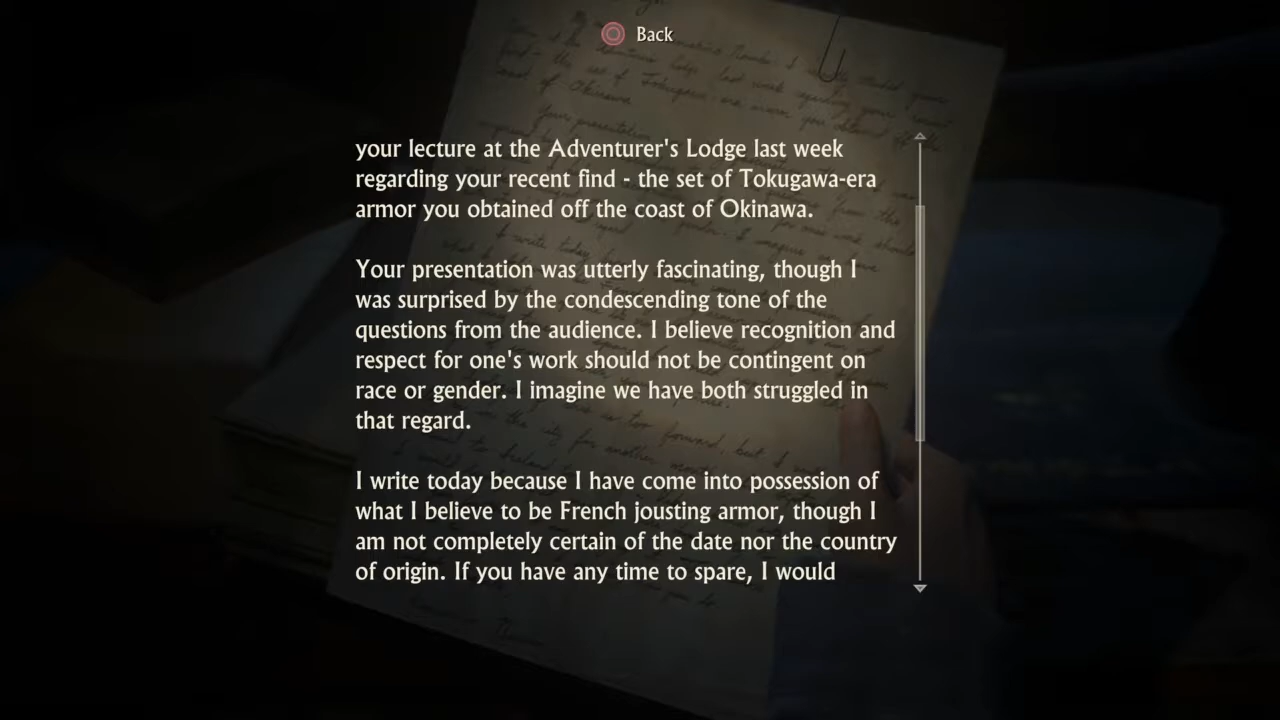 Back
your lecture at the Adventurer's Lodge last week
regarding your recent find - the set of Tokugawa-era
armor you obtained off the coast of Okinawa.
Your presentation was utterly fascinating, though I
was surprised by the condescending tone of the
questions from the audience. I believe recognition and
respect for one's work should not be contingent on
race or gender. I imagine we have both struggled in
that regard.
I write today because I have come into possession of
what I believe to be French jousting armor, though I
am not completely certain of the date nor the country
of origin. If you have any time to spare, I would